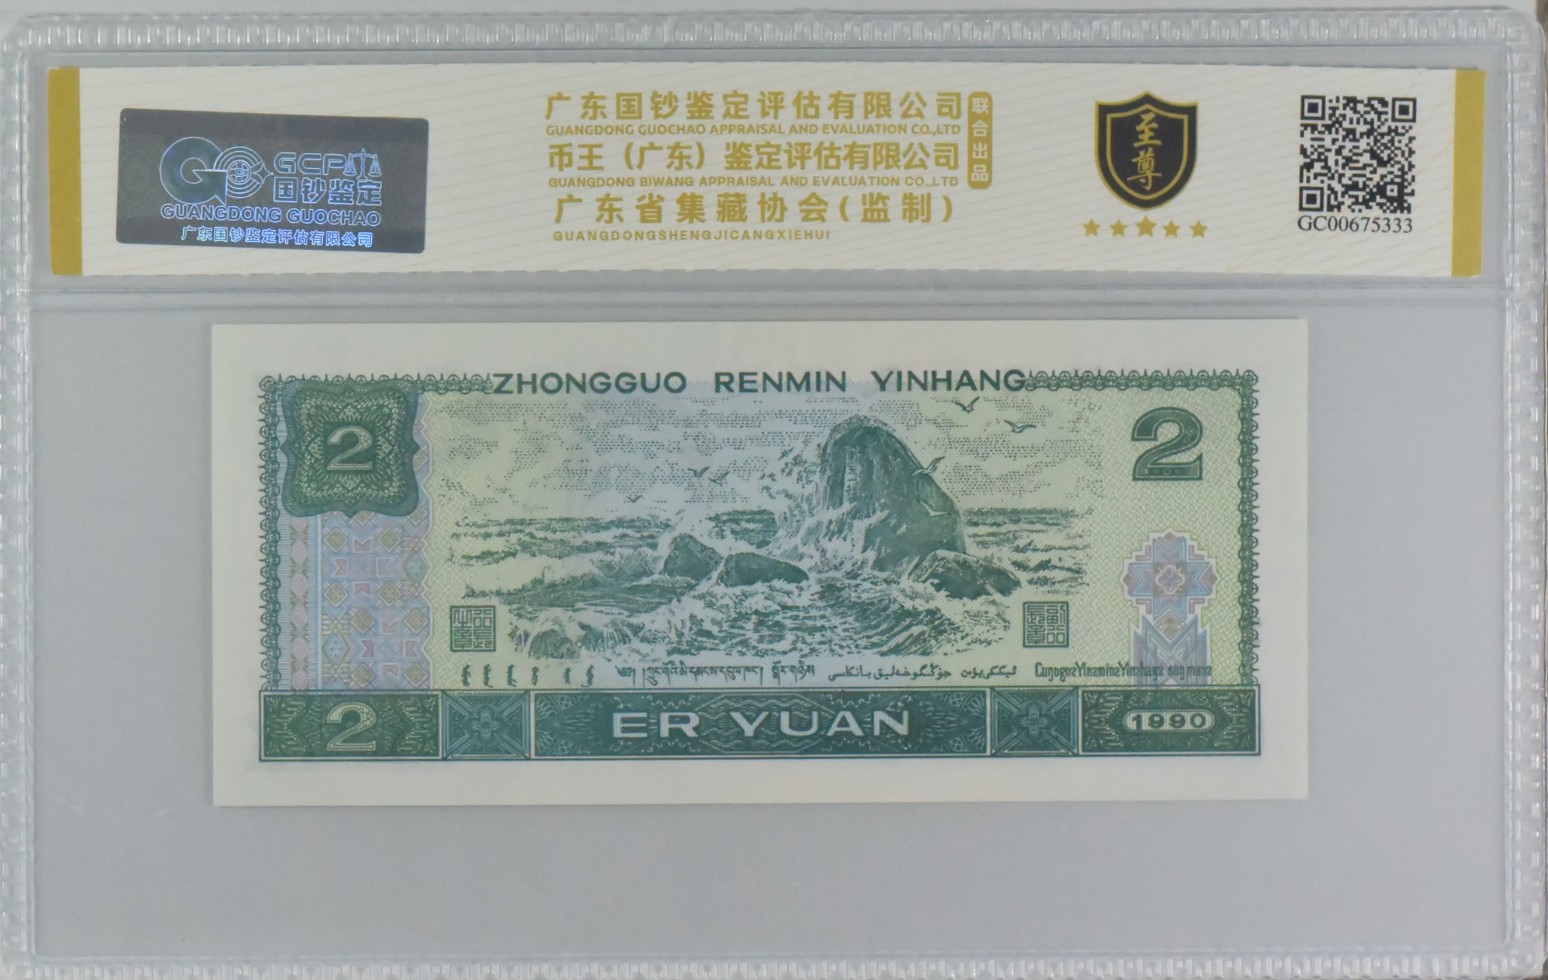 GCP
国钞鉴定
GUANGDONG GUOCHAO
广东国钞鉴定评估有限公司
广东国钞鉴定评估有限公司
GUANGDONG GUOCHAO APPRAISAL AND EVALUATION CO.,LTD
币王（广东）鉴定评估有限公司
GUANGDONG BIWANG APPRAISAL AND EVALUATION CO.,LTD
广东省集藏协会(监制)
GUANGDONGSHENGJICANGXIEHUI
联合出品
至尊
GC00675333
ZHONGGUO RENMIN YINHANG
2
2
2
ER YUAN
1990